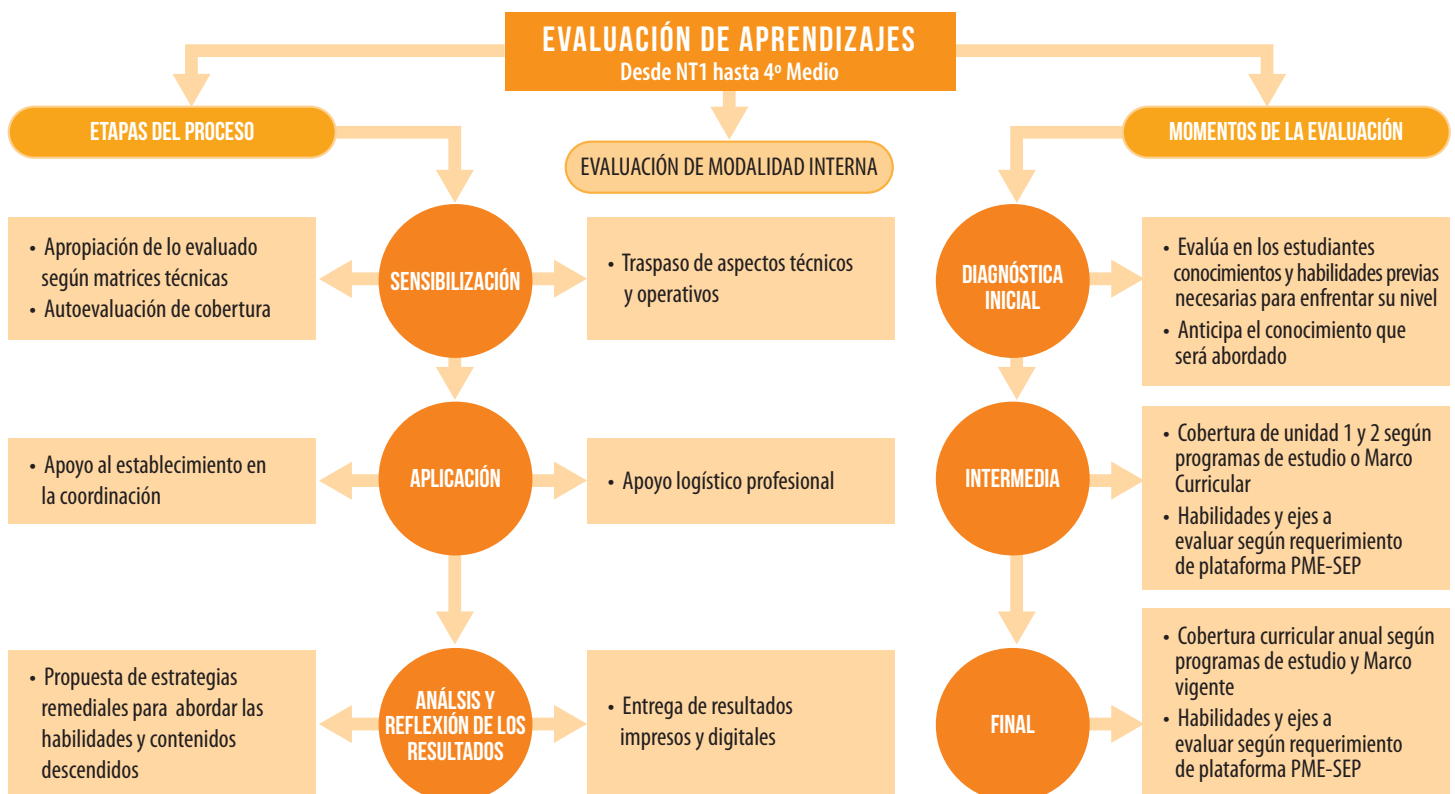 EVALUACIÓN DE APRENDIZAJES
Desde NT1 hasta 4º Medio
ETAPAS DEL PROCESO
EVALUACIÓN DE MODALIDAD INTERNA
MOMENTOS DE LA EVALUACIÓN
• Apropiación de lo evaluado
según matrices técnicas
• Autoevaluación de cobertura
SENSIBILIZACIÓN
• Traspaso de aspectos técnicos
y operativos
• Apoyo al establecimiento en
la coordinación
APLICACIÓN
• Apoyo logístico profesional
• Propuesta de estrategias
remediales para abordar las
habilidades y contenidos
descendidos
ANÁLSIS Y
REFLEXIÓN DE LOS
RESULTADOS
• Entrega de resultados
impresos y digitales
DIAGNÓSTICA
INICIAL
• Evalúa en los estudiantes
conocimientos y habilidades previas
necesarias para enfrentar su nivel
• Anticipa el conocimiento que
será abordado
INTERMEDIA
• Cobertura de unidad 1 y 2 según
programas de estudio o Marco
Curricular
• Habilidades y ejes a
evaluar según requerimiento
de plataforma PME-SEP
FINAL
• Cobertura curricular anual según
programas de estudio y Marco
vigente
• Habilidades y ejes a
evaluar según requerimiento
de plataforma PME-SEP